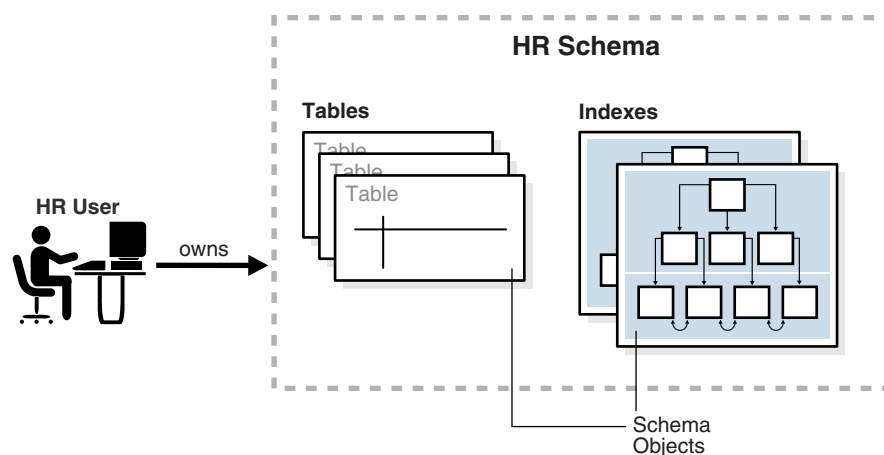 HR Schema
Tables
Indexes
Table
Table
Table
HR User
owns
Schema
Objects